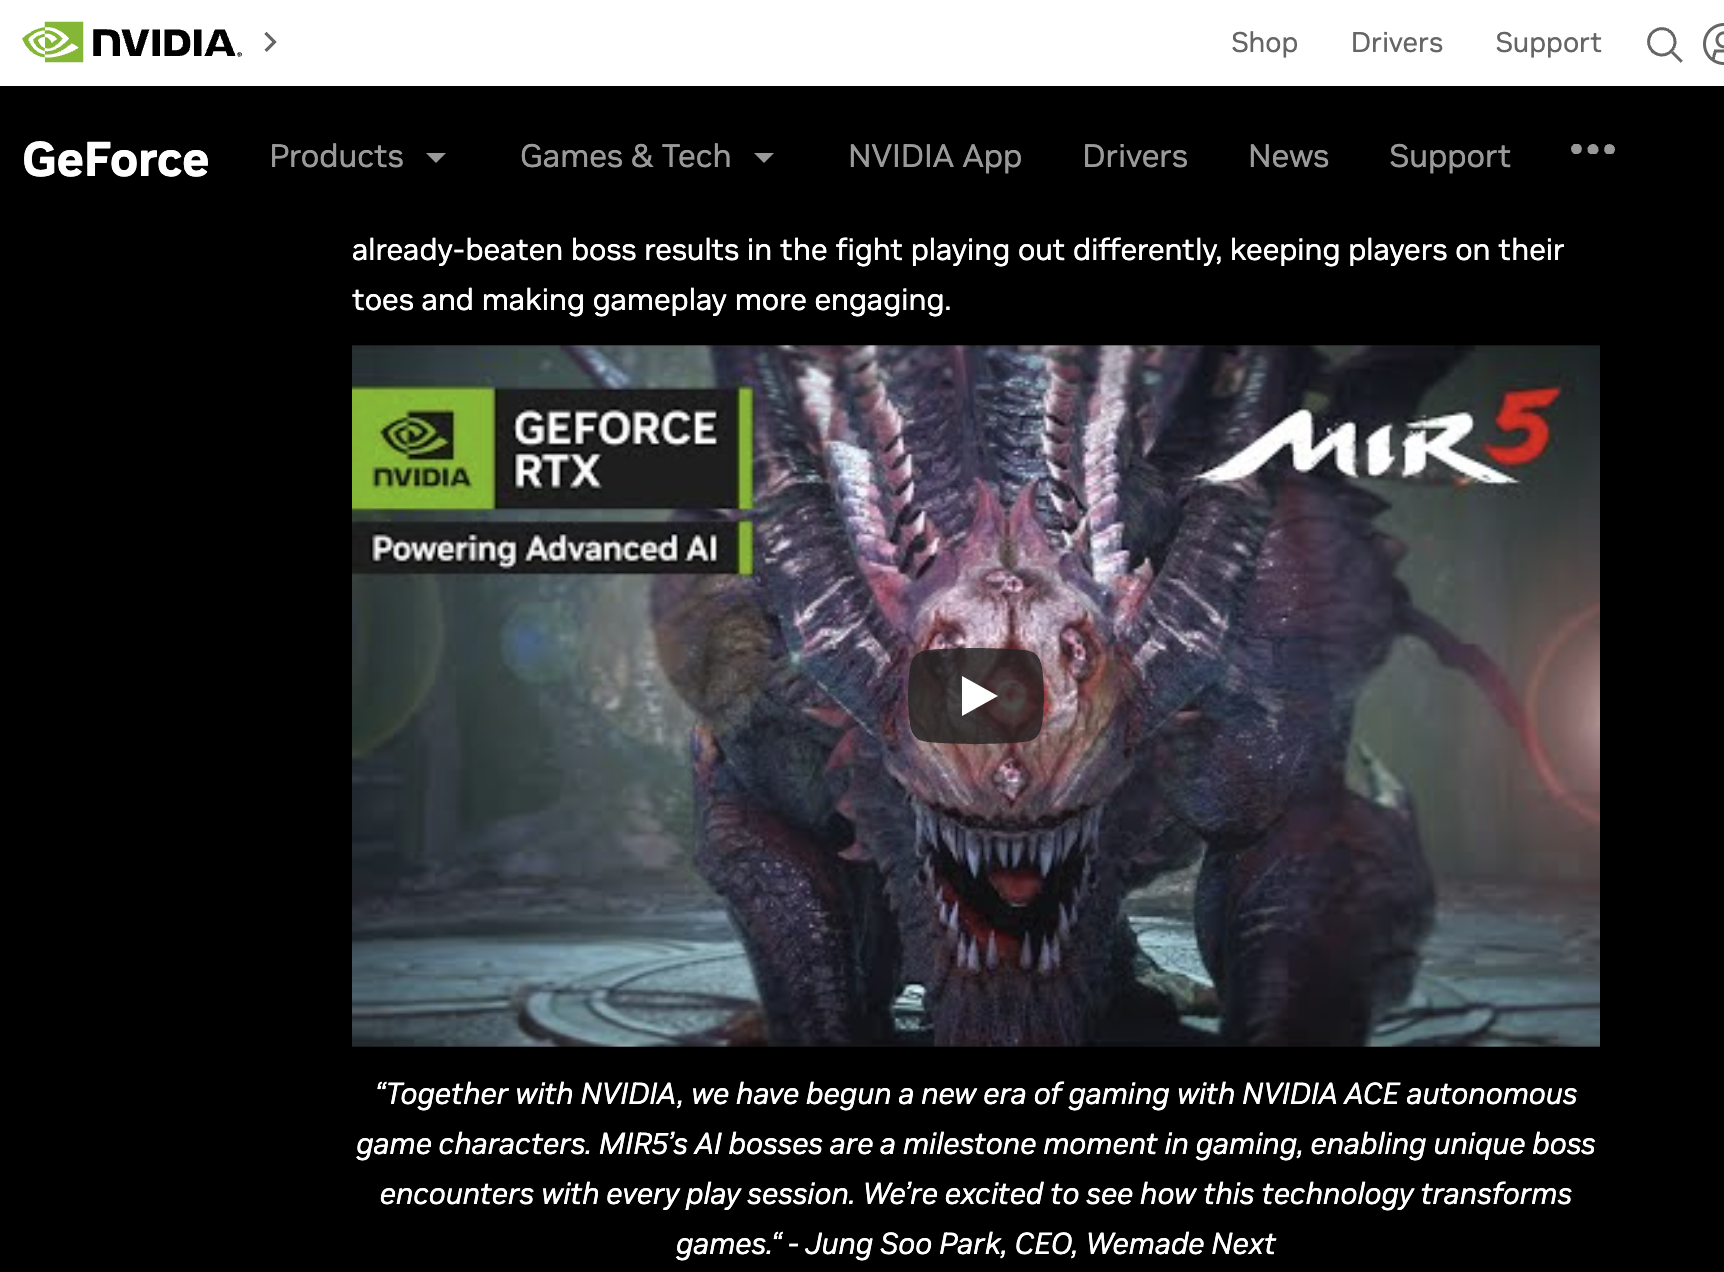 NVIDIA.
Shop Drivers Support
GeForce Products Games & Tech NVIDIA App Drivers News Support
already-beaten boss results in the fight playing out differently, keeping players on their
toes and making gameplay more engaging.
NVIDIA
GEFORCE
RTX
Powering Advanced AI
MIR5
“Together with NVIDIA, we have begun a new era of gaming with NVIDIA ACE autonomous
game characters. MIR5’s AI bosses are a milestone moment in gaming, enabling unique boss
encounters with every play session. We’re excited to see how this technology transforms
games.“ - Jung Soo Park, CEO, Wemade Next